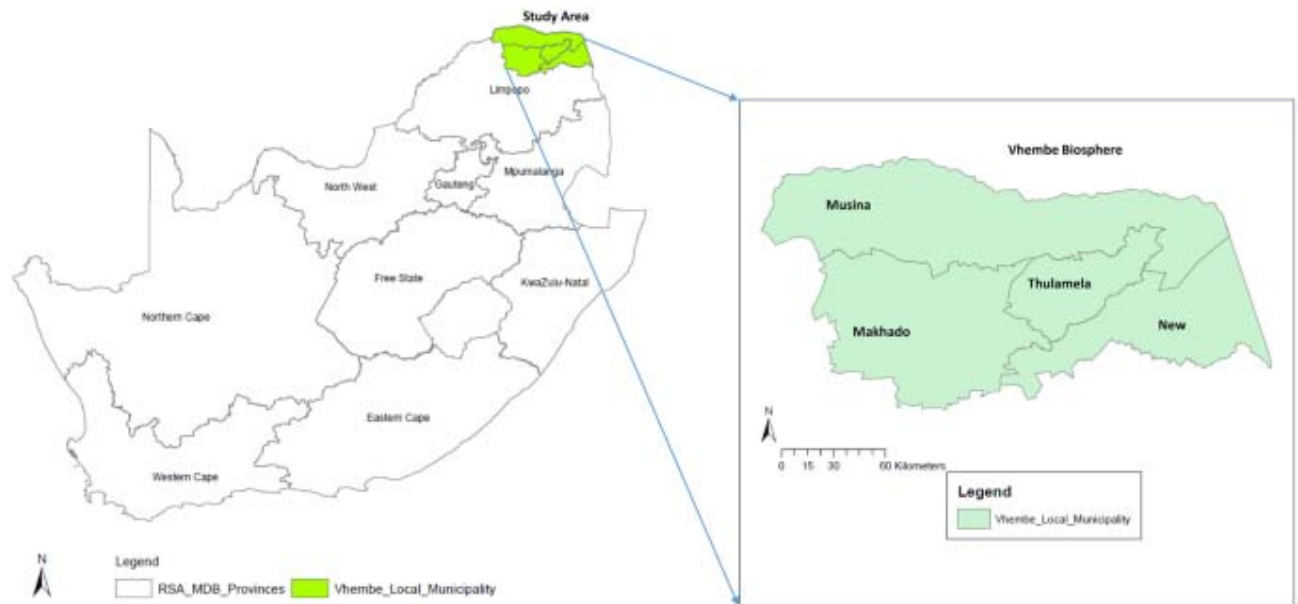 Study Area
Limpopo
North West
Gauteng
Mpumalanga
Free State
KwaZulu-Natal
Northern Cape
Eastern Cape
Western Cape
N
Legend
RSA_MDB_Provinces
Vhembe_Local_Municipality
Vhembe Biosphere
Musina
Thulamela
Makhado
New
N
0 15 30 60 Kilometers
Legend
Vhembe_Local_Municipality